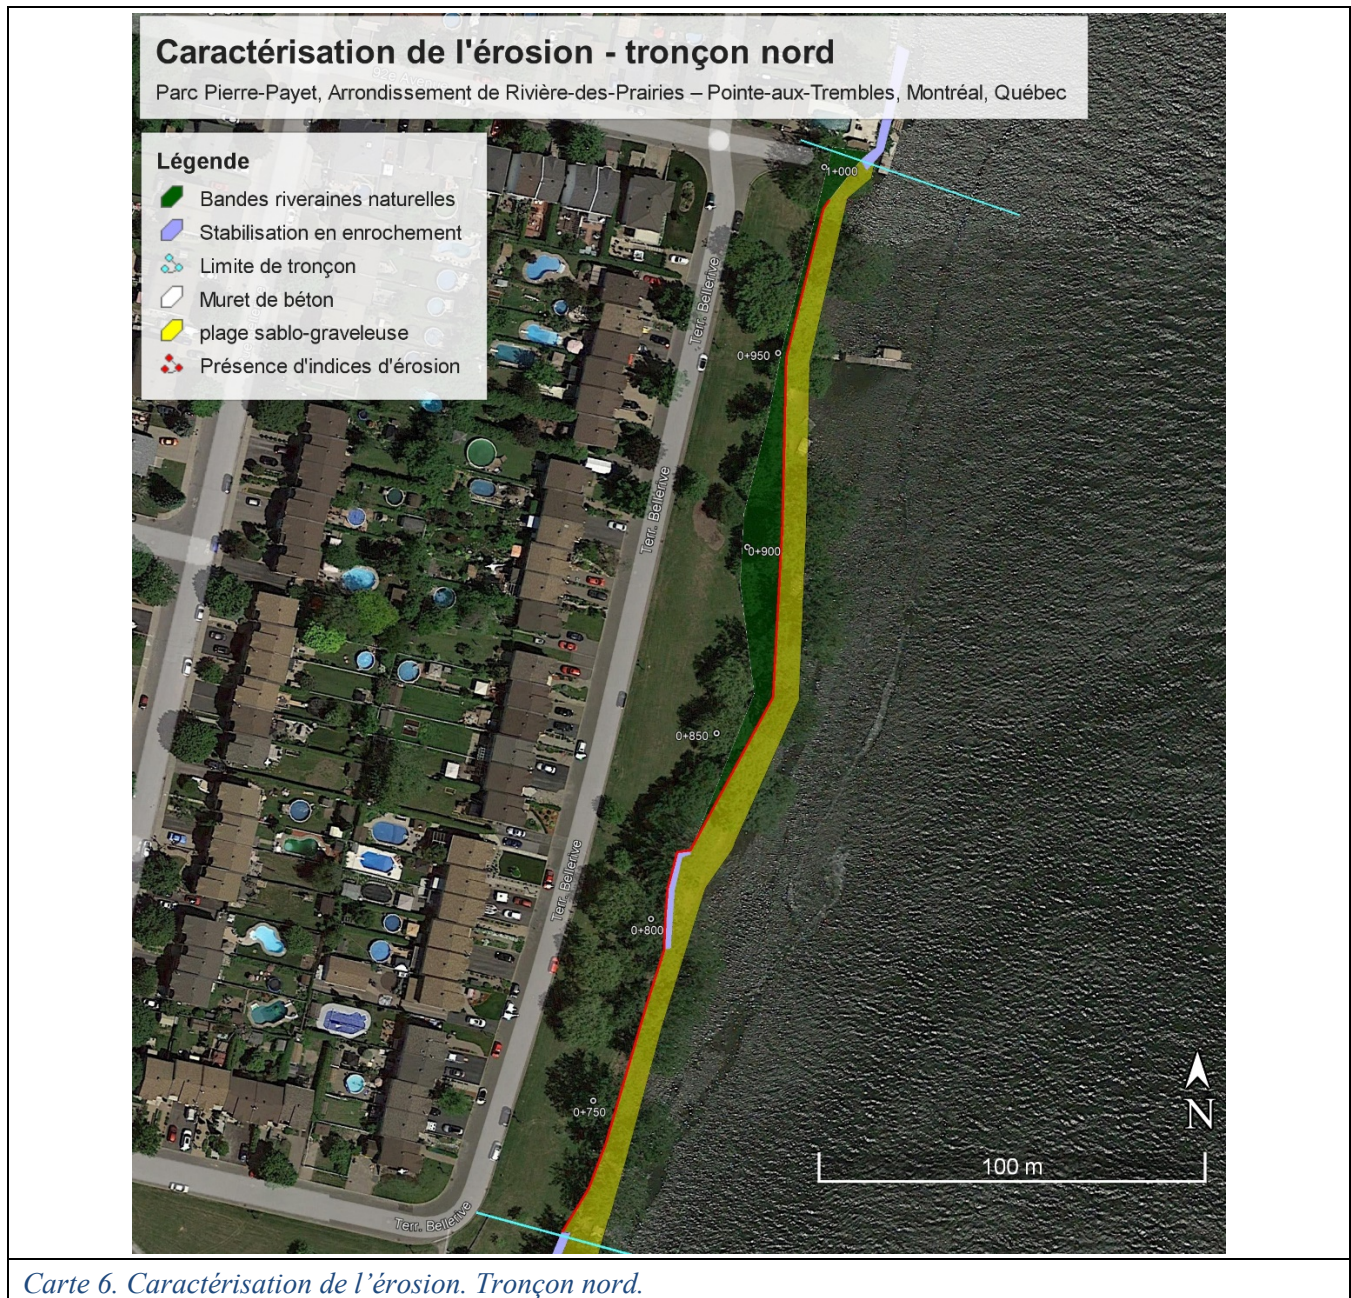 Caractérisation de l'érosion - tronçon nord
Parc Pierre-Payet, Arrondissement de Rivière-des-Prairies – Pointe-aux-Trembles, Montréal, Québec
Légende
Bandes riveraines naturelles
Stabilisation en enrochement
Limite de tronçon
Muret de béton
plage sablo-graveleuse
Présence d'indices d'érosion
1+000
Terr. Bellerive
0+950
Terr. Bellerive
0+900
0+850
Terr. Bellerive
0+800
0+750
N
100 m
Terr. Bellerive
Carte 6. Caractérisation de l’érosion. Tronçon nord.